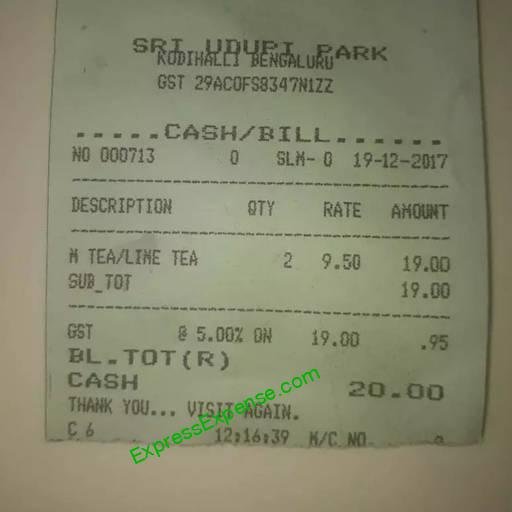 SRI UDUPI PARK
KODIHALLI BENGALURU
GST 29ACOFS8347N1ZZ
.....CASH/BILL......
NO 000713 0 SLM- 0 19-12-2017
DESCRIPTION QTY RATE AMOUNT
M TEA/LIME TEA 2 9.50 19.00
SUB_TOT 19.00
GST @ 5.00% ON 19.00 .95
BL.TOT(R)
CASH 20.00
THANK YOU... VISIT AGAIN.
C 6 12:16:39 M/C NO
ExpressExpense.com